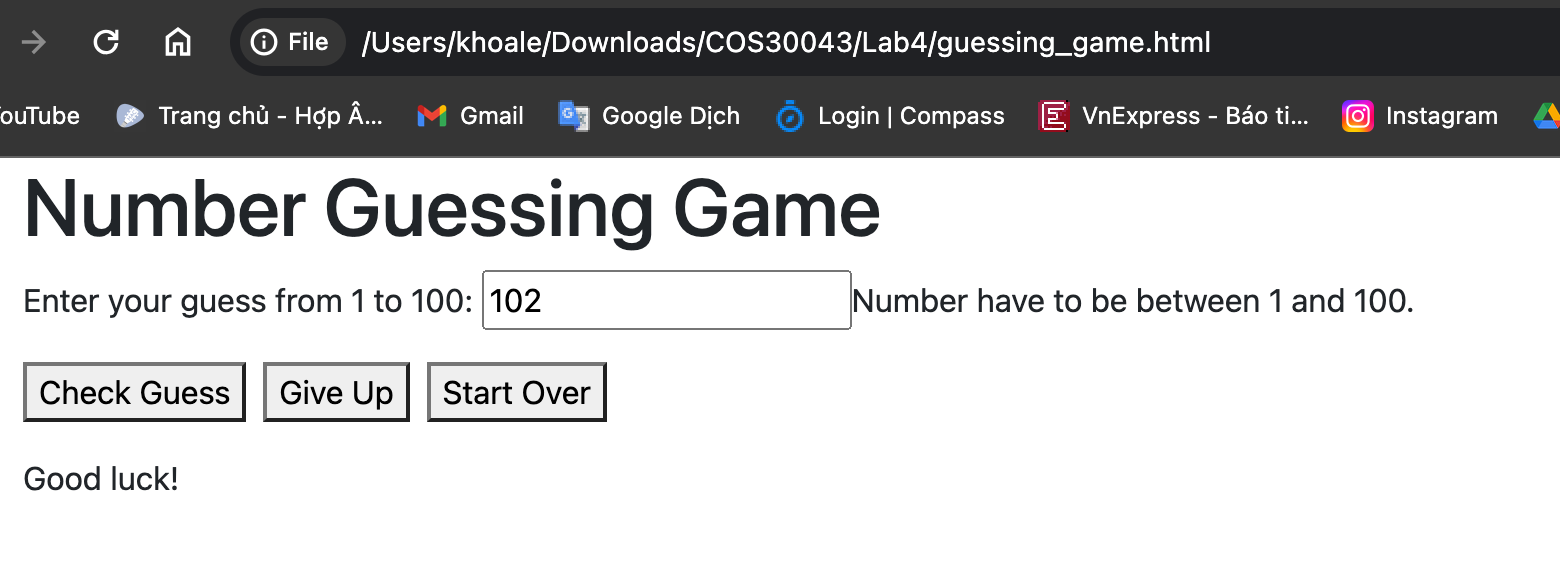 File /Users/khoale/Downloads/COS30043/Lab4/guessing_game.html
ouTube Trang chủ - Hợp Â... Gmail Google Dịch Login | Compass VnExpress - Báo ti... Instagram
Number Guessing Game
Enter your guess from 1 to 100: 102 Number have to be between 1 and 100.
Check Guess Give Up Start Over
Good luck!